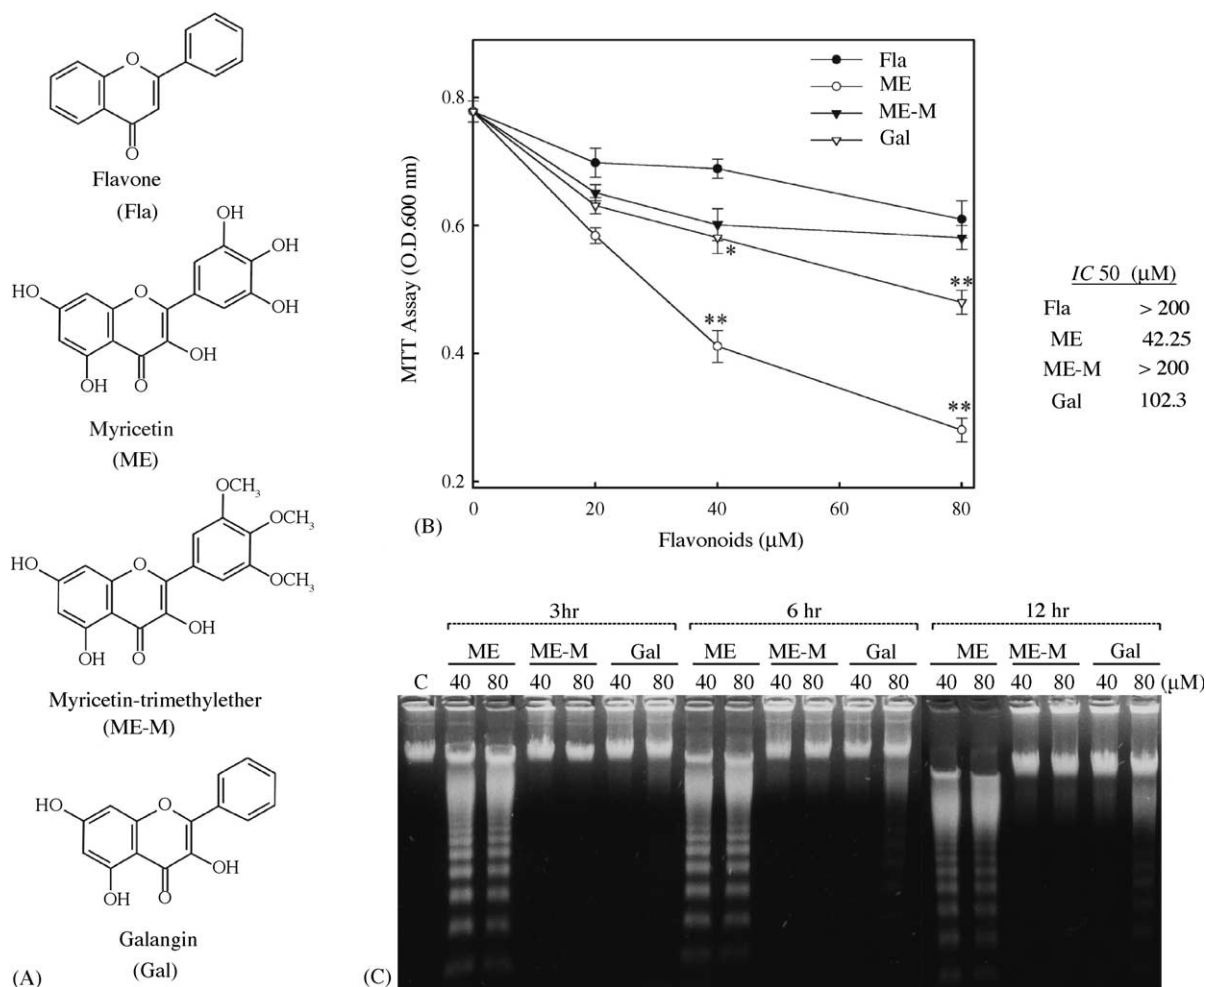 O
O
Flavone
(Fla)
OH
OH
HO
O
OH
OH
OH
O
Myricetin
(ME)
OCH3
OCH3
HO
O
OCH3
OH
OH
O
Myricetin-trimethylether
(ME-M)
HO
O
OH
OH
O
Galangin
(Gal)
(A)
Fla
ME
ME-M
Gal
MTT Assay (O.D.600 nm)
0.8
0.6
0.4
0.2
*
**
**
**
0
20
40
60
80
Flavonoids (μM)
(B)
IC 50 (μM)
Fla > 200
ME 42.25
ME-M > 200
Gal 102.3
3hr 6 hr 12 hr
ME ME-M Gal ME ME-M Gal ME ME-M Gal
C 40 80 40 80 40 80 40 80 40 80 40 80 40 80 40 80 40 80 (μM)
(C)